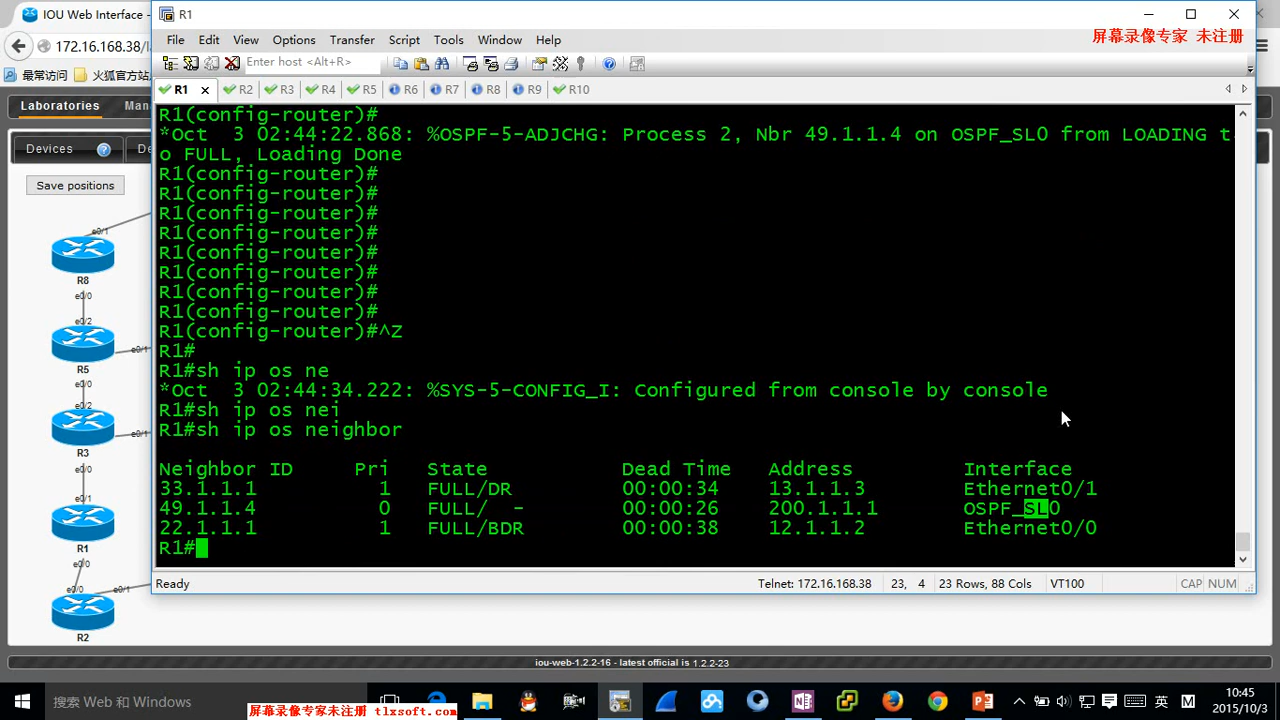 IOU Web Interface -
172.16.168.38/l
最常访问
火狐官方站
Laboratories
Man
Devices
?
De
Save positions
e0/1
R8
e0/0
e0/2
R5
e0/1
e0/0
e0/2
R3
e0/1
e0/1
R1
e0/0
e0/0
e0/1
R2
R1
File Edit View Options Transfer Script Tools Window Help
屏幕录像专家 未注册
Enter host <Alt+R>
R1 R2 R3 R4 R5 R6 R7 R8 R9 R10
R1(config-router)#
*Oct  3 02:44:22.868: %OSPF-5-ADJCHG: Process 2, Nbr 49.1.1.4 on OSPF_SL0 from LOADING t
o FULL, Loading Done
R1(config-router)#
R1(config-router)#
R1(config-router)#
R1(config-router)#
R1(config-router)#
R1(config-router)#
R1(config-router)#
R1(config-router)#
R1(config-router)#^Z
R1#
R1#sh ip os ne
*Oct  3 02:44:34.222: %SYS-5-CONFIG_I: Configured from console by console
R1#sh ip os nei
R1#sh ip os neighbor
Neighbor ID Pri State Dead Time Address Interface
33.1.1.1 1 FULL/DR 00:00:34 13.1.1.3 Ethernet0/1
49.1.1.4 0 FULL/ - 00:00:26 200.1.1.1 OSPF_SL0
22.1.1.1 1 FULL/BDR 00:00:38 12.1.1.2 Ethernet0/0
R1#
Ready
Telnet: 172.16.168.38 23, 4 23 Rows, 88 Cols VT100 CAP NUM
iou-web-1.2.2-16 - latest official is 1.2.2-23
搜索 Web 和 Windows
屏幕录像专家未注册 tlxsoft.com
英
M
10:45
2015/10/3